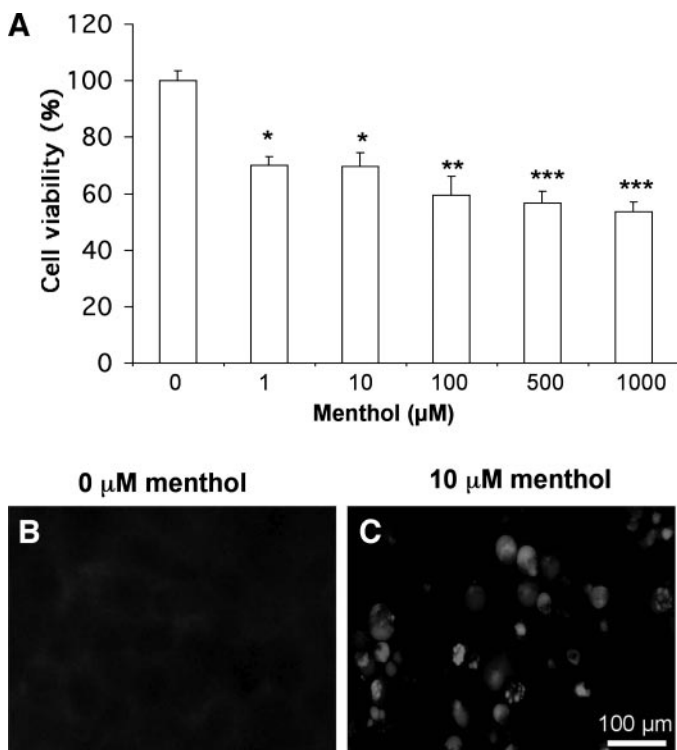 A
120
100
80
60
40
20
0
Cell viability (%)
* * ** *** ***
0 1 10 100 500 1000
Menthol (µM)
0 µM menthol 10 µM menthol
B C
100 µm